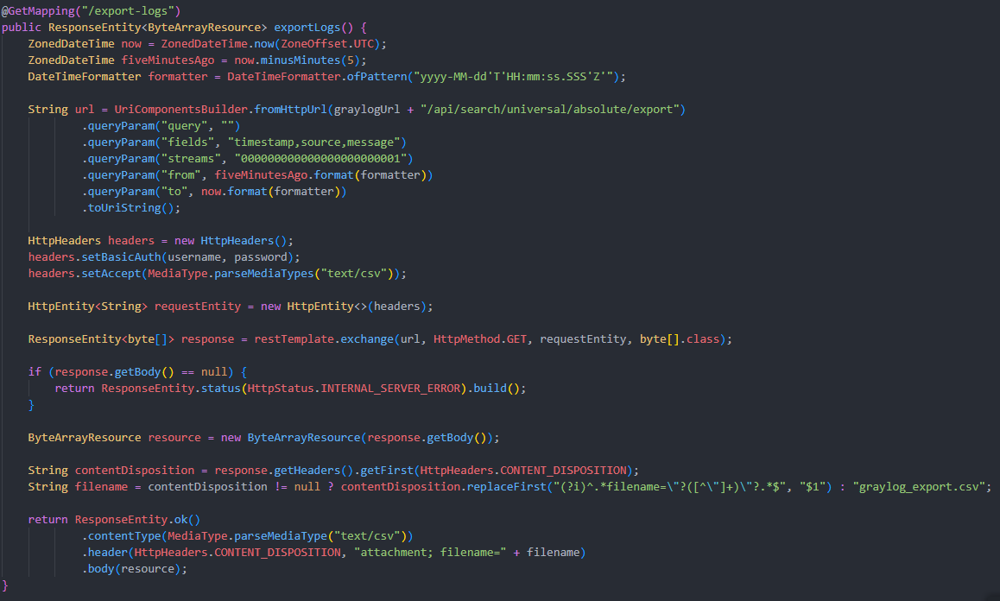 @GetMapping("/export-logs")
public ResponseEntity<ByteArrayResource> exportLogs() {
    ZonedDateTime now = ZonedDateTime.now(ZoneOffset.UTC);
    ZonedDateTime fiveMinutesAgo = now.minusMinutes(5);
    DateTimeFormatter formatter = DateTimeFormatter.ofPattern("yyyy-MM-dd'T'HH:mm:ss.SSS'Z'");

    String url = UriComponentsBuilder.fromHttpUrl(graylogUrl + "/api/search/universal/absolute/export")
            .queryParam("query", "")
            .queryParam("fields", "timestamp,source,message")
            .queryParam("streams", "000000000000000000000001")
            .queryParam("from", fiveMinutesAgo.format(formatter))
            .queryParam("to", now.format(formatter))
            .toUriString();

    HttpHeaders headers = new HttpHeaders();
    headers.setBasicAuth(username, password);
    headers.setAccept(MediaType.parseMediaTypes("text/csv"));

    HttpEntity<String> requestEntity = new HttpEntity<>(headers);

    ResponseEntity<byte[]> response = restTemplate.exchange(url, HttpMethod.GET, requestEntity, byte[].class);

    if (response.getBody() == null) {
        return ResponseEntity.status(HttpStatus.INTERNAL_SERVER_ERROR).build();
    }

    ByteArrayResource resource = new ByteArrayResource(response.getBody());

    String contentDisposition = response.getHeaders().getFirst(HttpHeaders.CONTENT_DISPOSITION);
    String filename = contentDisposition != null ? contentDisposition.replaceFirst("(?i)^.*filename=\"?([^\"]+)\"?.*$", "$1") : "graylog_export.csv";

    return ResponseEntity.ok()
            .contentType(MediaType.parseMediaType("text/csv"))
            .header(HttpHeaders.CONTENT_DISPOSITION, "attachment; filename=" + filename)
            .body(resource);
}